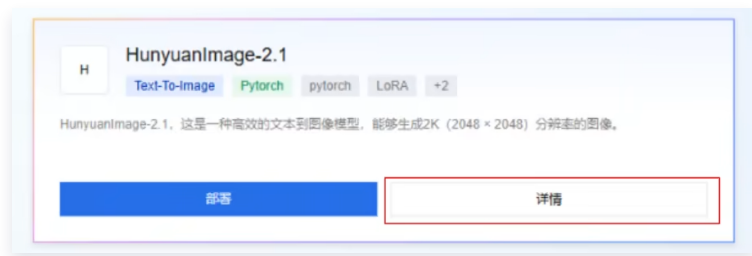 H
HunyuanImage-2.1
Text-To-Image Pytorch pytorch LoRA +2
HunyuanImage-2.1，这是一种高效的文本到图像模型，能够生成2K（2048 × 2048）分辨率的图像。
部署 详情